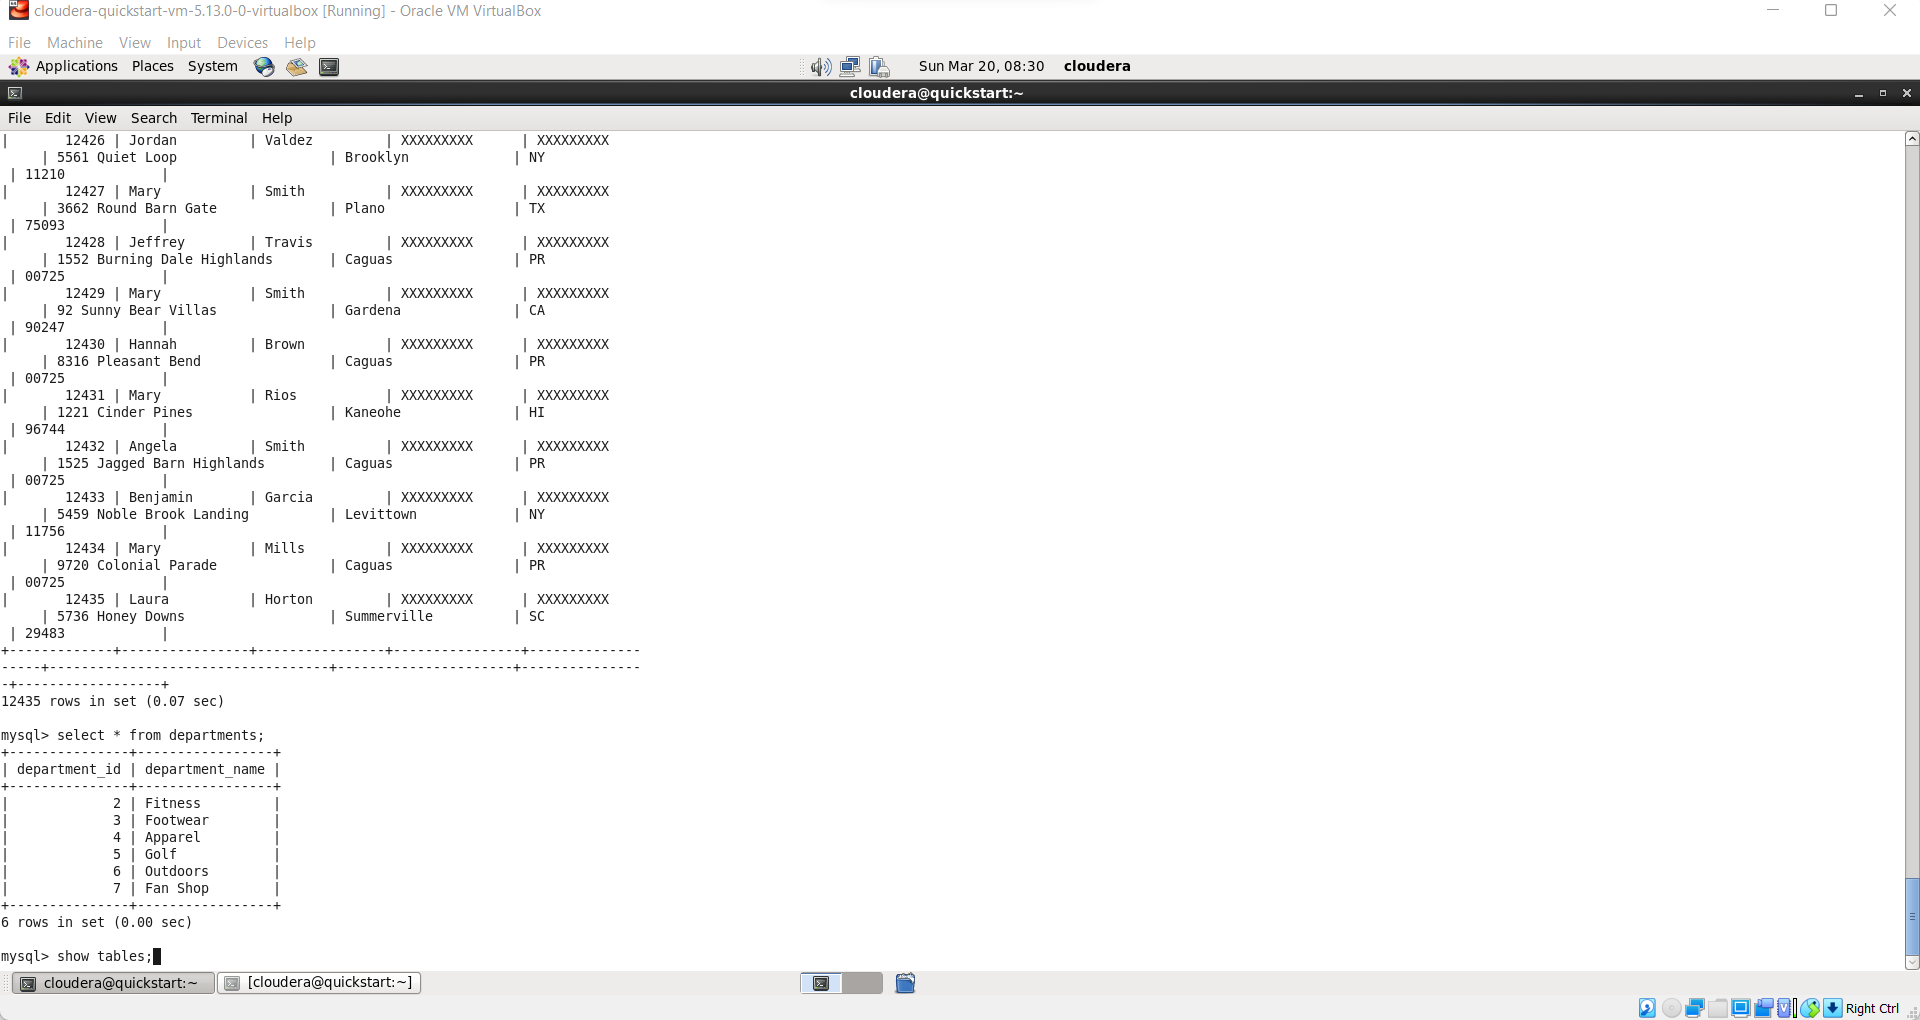 cloudera-quickstart-vm-5.13.0-0-virtualbox [Running] - Oracle VM VirtualBox
File Machine View Input Devices Help
Applications Places System Sun Mar 20, 08:30 cloudera
cloudera@quickstart:~
File Edit View Search Terminal Help
| 12426 | Jordan | Valdez | XXXXXXXXX | XXXXXXXXX
| 5561 Quiet Loop | Brooklyn | NY
| 11210 |
| 12427 | Mary | Smith | XXXXXXXXX | XXXXXXXXX
| 3662 Round Barn Gate | Plano | TX
| 75093 |
| 12428 | Jeffrey | Travis | XXXXXXXXX | XXXXXXXXX
| 1552 Burning Dale Highlands | Caguas | PR
| 00725 |
| 12429 | Mary | Smith | XXXXXXXXX | XXXXXXXXX
| 92 Sunny Bear Villas | Gardena | CA
| 90247 |
| 12430 | Hannah | Brown | XXXXXXXXX | XXXXXXXXX
| 8316 Pleasant Bend | Caguas | PR
| 00725 |
| 12431 | Mary | Rios | XXXXXXXXX | XXXXXXXXX
| 1221 Cinder Pines | Kaneohe | HI
| 96744 |
| 12432 | Angela | Smith | XXXXXXXXX | XXXXXXXXX
| 1525 Jagged Barn Highlands | Caguas | PR
| 00725 |
| 12433 | Benjamin | Garcia | XXXXXXXXX | XXXXXXXXX
| 5459 Noble Brook Landing | Levittown | NY
| 11756 |
| 12434 | Mary | Mills | XXXXXXXXX | XXXXXXXXX
| 9720 Colonial Parade | Caguas | PR
| 00725 |
| 12435 | Laura | Horton | XXXXXXXXX | XXXXXXXXX
| 5736 Honey Downs | Summerville | SC
| 29483 |
+-------------+----------------+----------------+----------------+--------------
-----+-----------------------------------+----------------------+---------------
-+------------------+
12435 rows in set (0.07 sec)
mysql> select * from departments;
+---------------+-----------------+
| department_id | department_name |
+---------------+-----------------+
| 2 | Fitness |
| 3 | Footwear |
| 4 | Apparel |
| 5 | Golf |
| 6 | Outdoors |
| 7 | Fan Shop |
+---------------+-----------------+
6 rows in set (0.00 sec)
mysql> show tables;
cloudera@quickstart:~ [cloudera@quickstart:~]
Right Ctrl